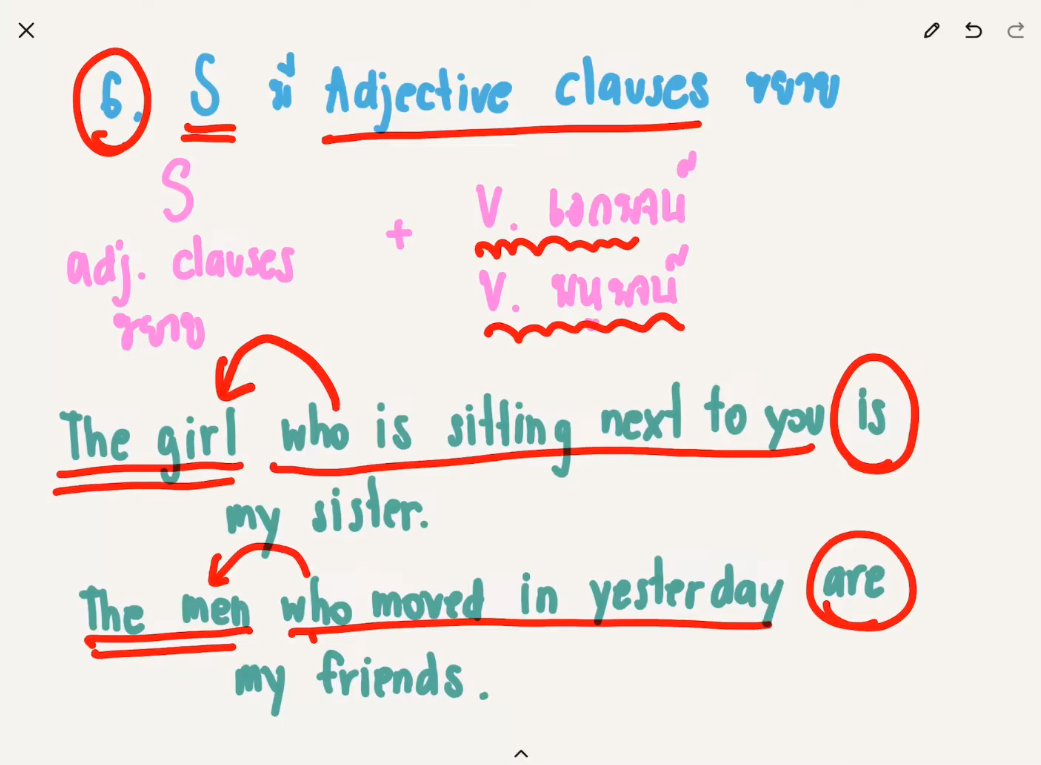 6. S มี Adjective clauses ขยาย
S
adj. clauses
ขยาย
+
V. เอกพจน์
V. พหูพจน์
The girl who is sitting next to you is
my sister.
The men who moved in yesterday are
my friends.